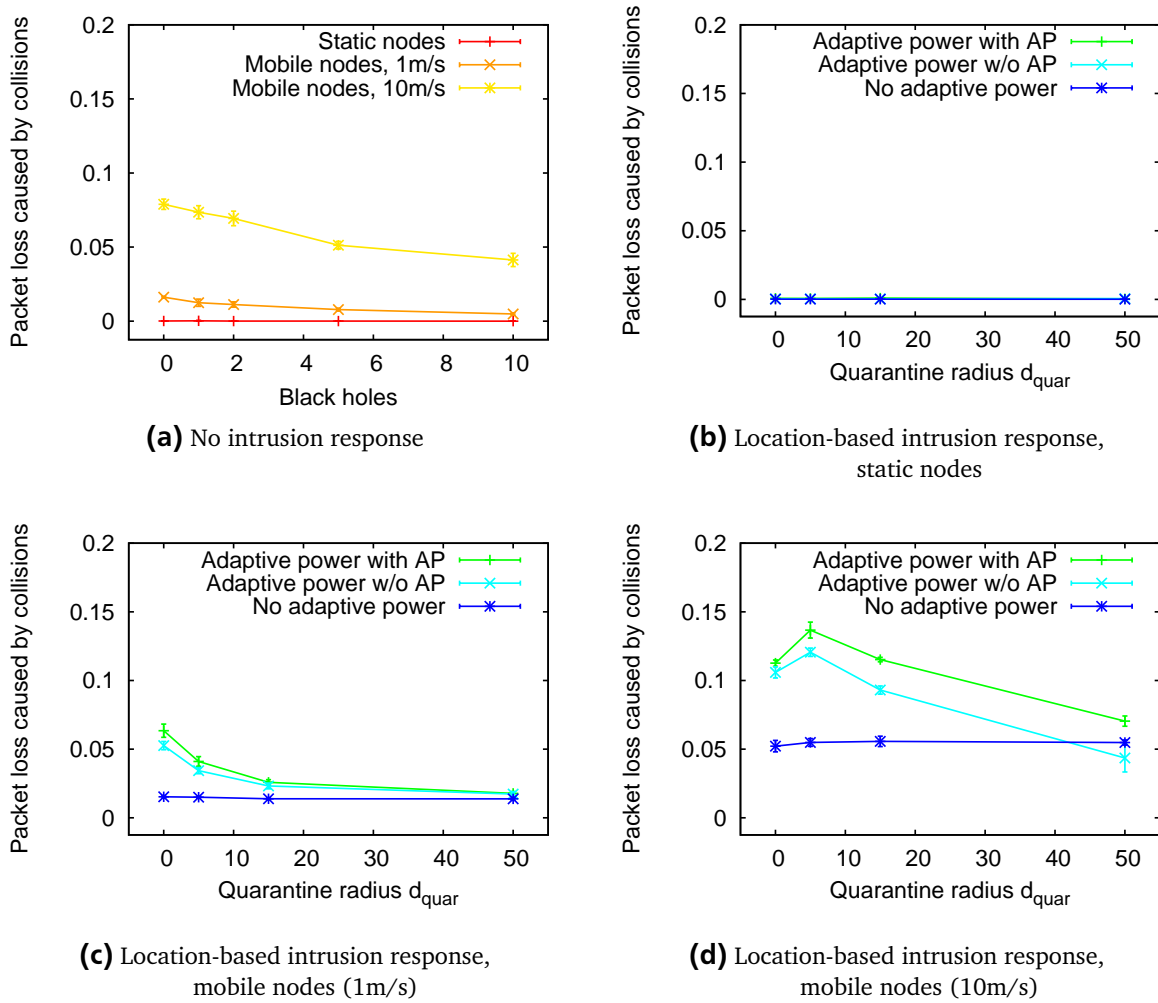 Packet loss caused by collisions
0.2
0.15
0.1
0.05
0
Static nodes
Mobile nodes, 1m/s
Mobile nodes, 10m/s
0 2 4 6 8 10
Black holes
(a) No intrusion response
Packet loss caused by collisions
0.2
0.15
0.1
0.05
0
Adaptive power with AP
Adaptive power w/o AP
No adaptive power
0 10 20 30 40 50
Quarantine radius dquar
(b) Location-based intrusion response,
static nodes
Packet loss caused by collisions
0.2
0.15
0.1
0.05
0
Adaptive power with AP
Adaptive power w/o AP
No adaptive power
0 10 20 30 40 50
Quarantine radius dquar
(c) Location-based intrusion response,
mobile nodes (1m/s)
Packet loss caused by collisions
0.2
0.15
0.1
0.05
0
Adaptive power with AP
Adaptive power w/o AP
No adaptive power
0 10 20 30 40 50
Quarantine radius dquar
(d) Location-based intrusion response,
mobile nodes (10m/s)